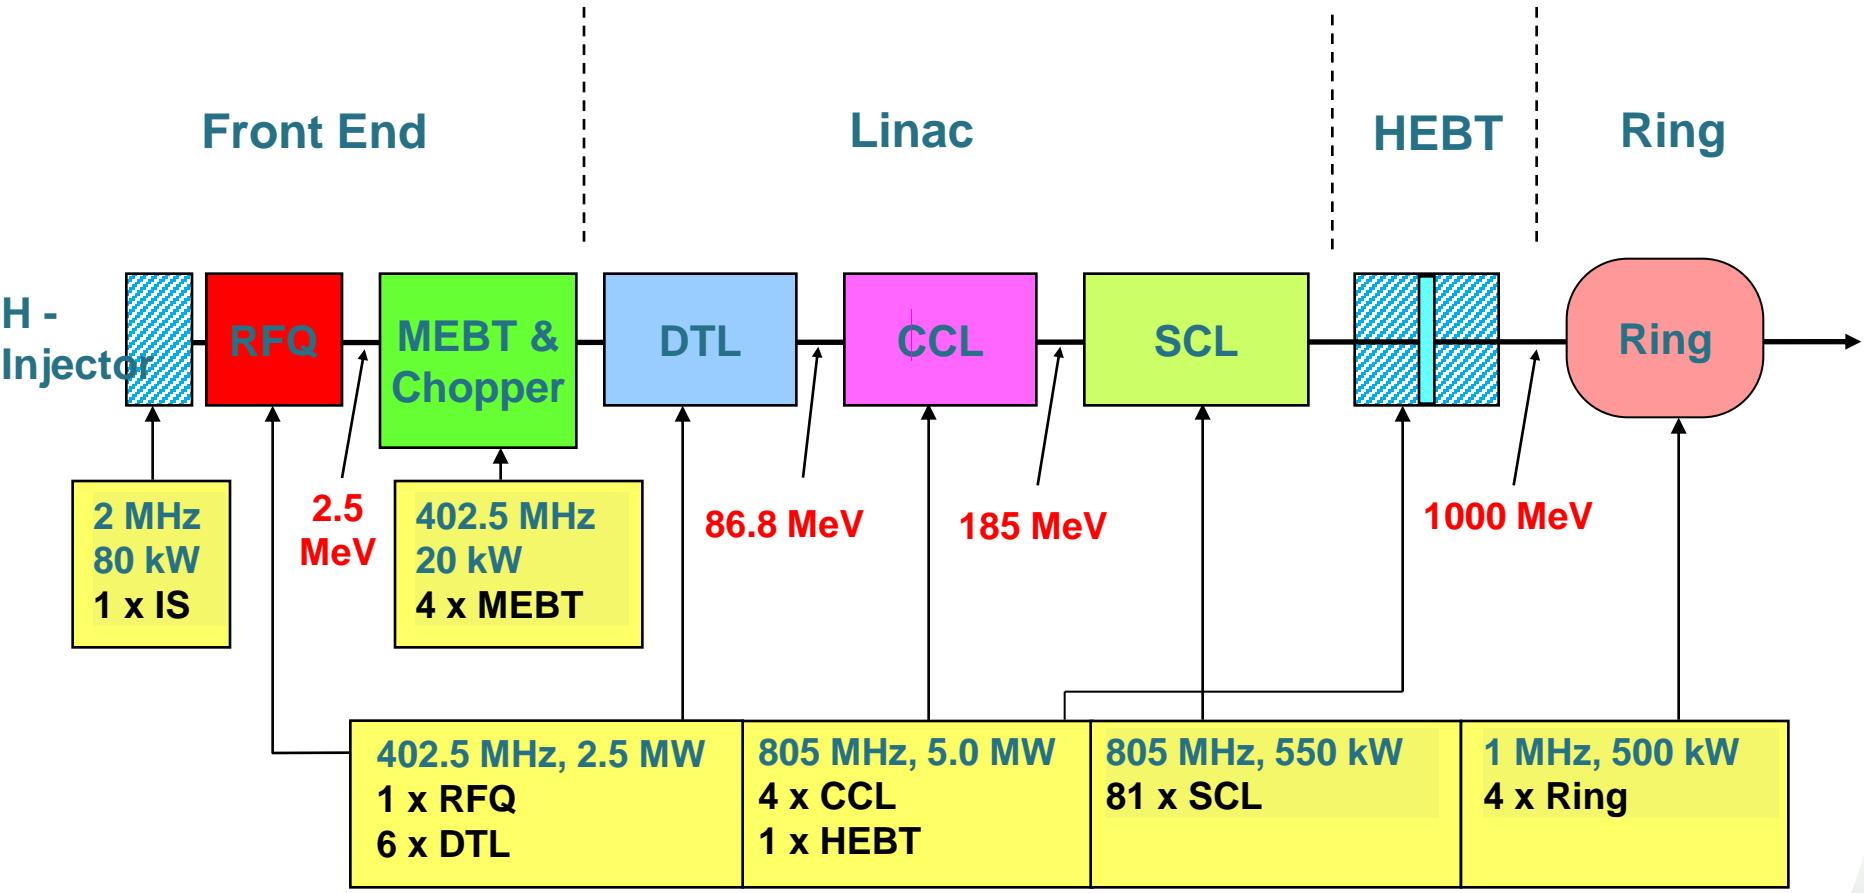 Front End
Linac
HEBT
Ring
H -
Injector
RFQ
MEBT &
Chopper
DTL
CCL
SCL
Ring
2 MHz
80 kW
1 x IS
2.5
MeV
402.5 MHz
20 kW
4 x MEBT
86.8 MeV
185 MeV
1000 MeV
402.5 MHz, 2.5 MW
1 x RFQ
6 x DTL
805 MHz, 5.0 MW
4 x CCL
1 x HEBT
805 MHz, 550 kW
81 x SCL
1 MHz, 500 kW
4 x Ring